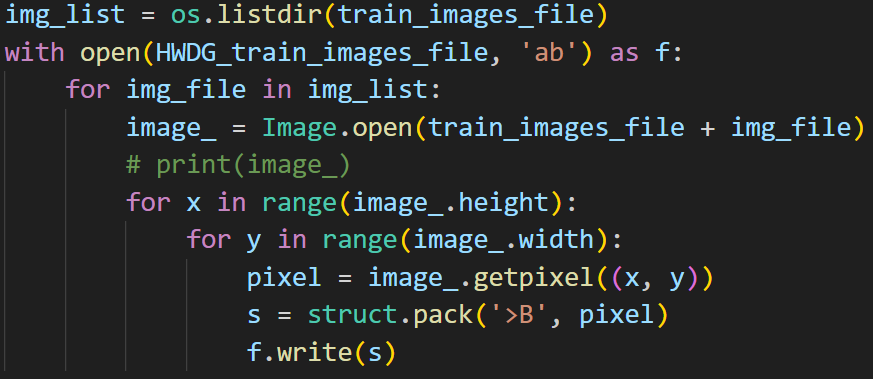 img_list = os.listdir(train_images_file)
with open(HWDG_train_images_file, 'ab') as f:
    for img_file in img_list:
        image_ = Image.open(train_images_file + img_file)
        # print(image_)
        for x in range(image_.height):
            for y in range(image_.width):
                pixel = image_.getpixel((x, y))
                s = struct.pack('>B', pixel)
                f.write(s)